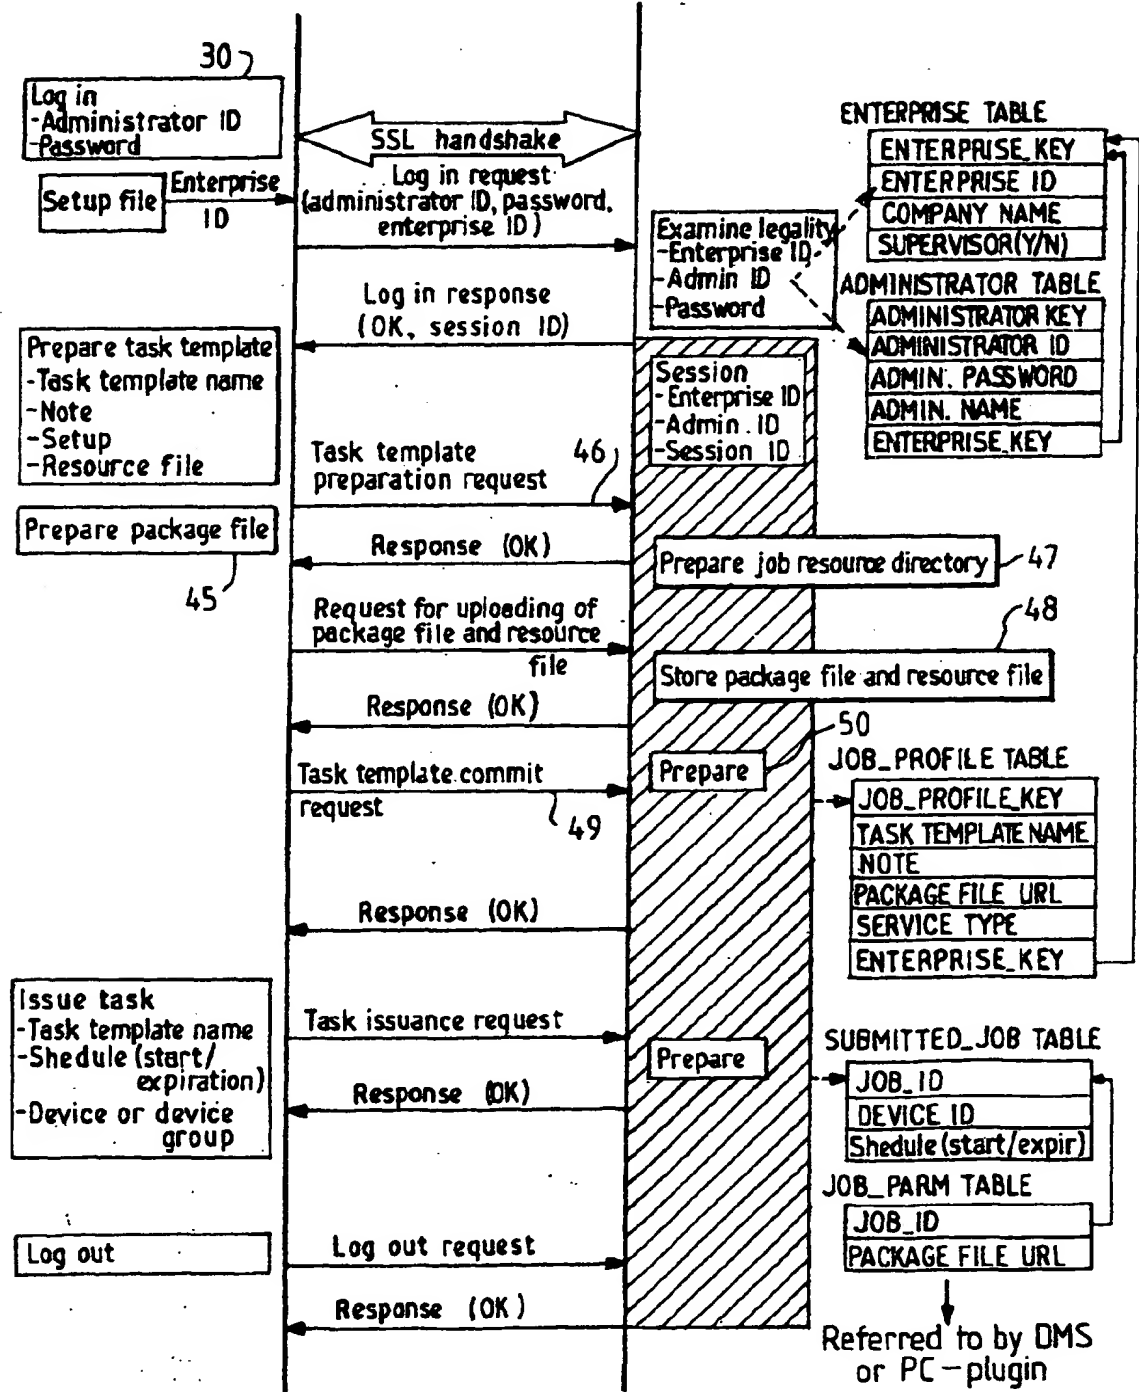 30
Log in
-Administrator ID
-Password
SSL handshake
Setup file
Enterprise
ID
Log in request
(administrator ID, password,
enterprise ID)
Examine legality
-Enterprise ID
-Admin ID
-Password
ENTERPRISE TABLE
ENTERPRISE_KEY
ENTERPRISE ID
COMPANY NAME
SUPERVISOR(Y/N)
ADMINISTRATOR TABLE
ADMINISTRATOR KEY
ADMINISTRATOR ID
ADMIN. PASSWORD
ADMIN. NAME
ENTERPRISE_KEY
Log in response
(OK, session ID)
Prepare task template
-Task template name
-Note
-Setup
-Resource file
Session
-Enterprise ID
-Admin. ID
-Session ID
Task template
preparation request
46
Prepare package file
45
Response (OK)
Prepare job resource directory
47
Request for uploading of
package file and resource
file
48
Store package file and resource file
Response (OK)
50
Prepare
Task template commit
request
49
JOB_PROFILE TABLE
JOB_PROFILE_KEY
TASK TEMPLATE NAME
NOTE
PACKAGE FILE URL
SERVICE TYPE
ENTERPRISE_KEY
Response (OK)
Issue task
-Task template name
-Shedule (start/
expiration)
-Device or device
group
Task issuance request
Prepare
Response (OK)
SUBMITTED_JOB TABLE
JOB_ID
DEVICE ID
Shedule (start/expir)
JOB_PARM TABLE
JOB_ID
PACKAGE FILE URL
Log out
Log out request
Response (OK)
Referred to by DMS
or PC-plugin